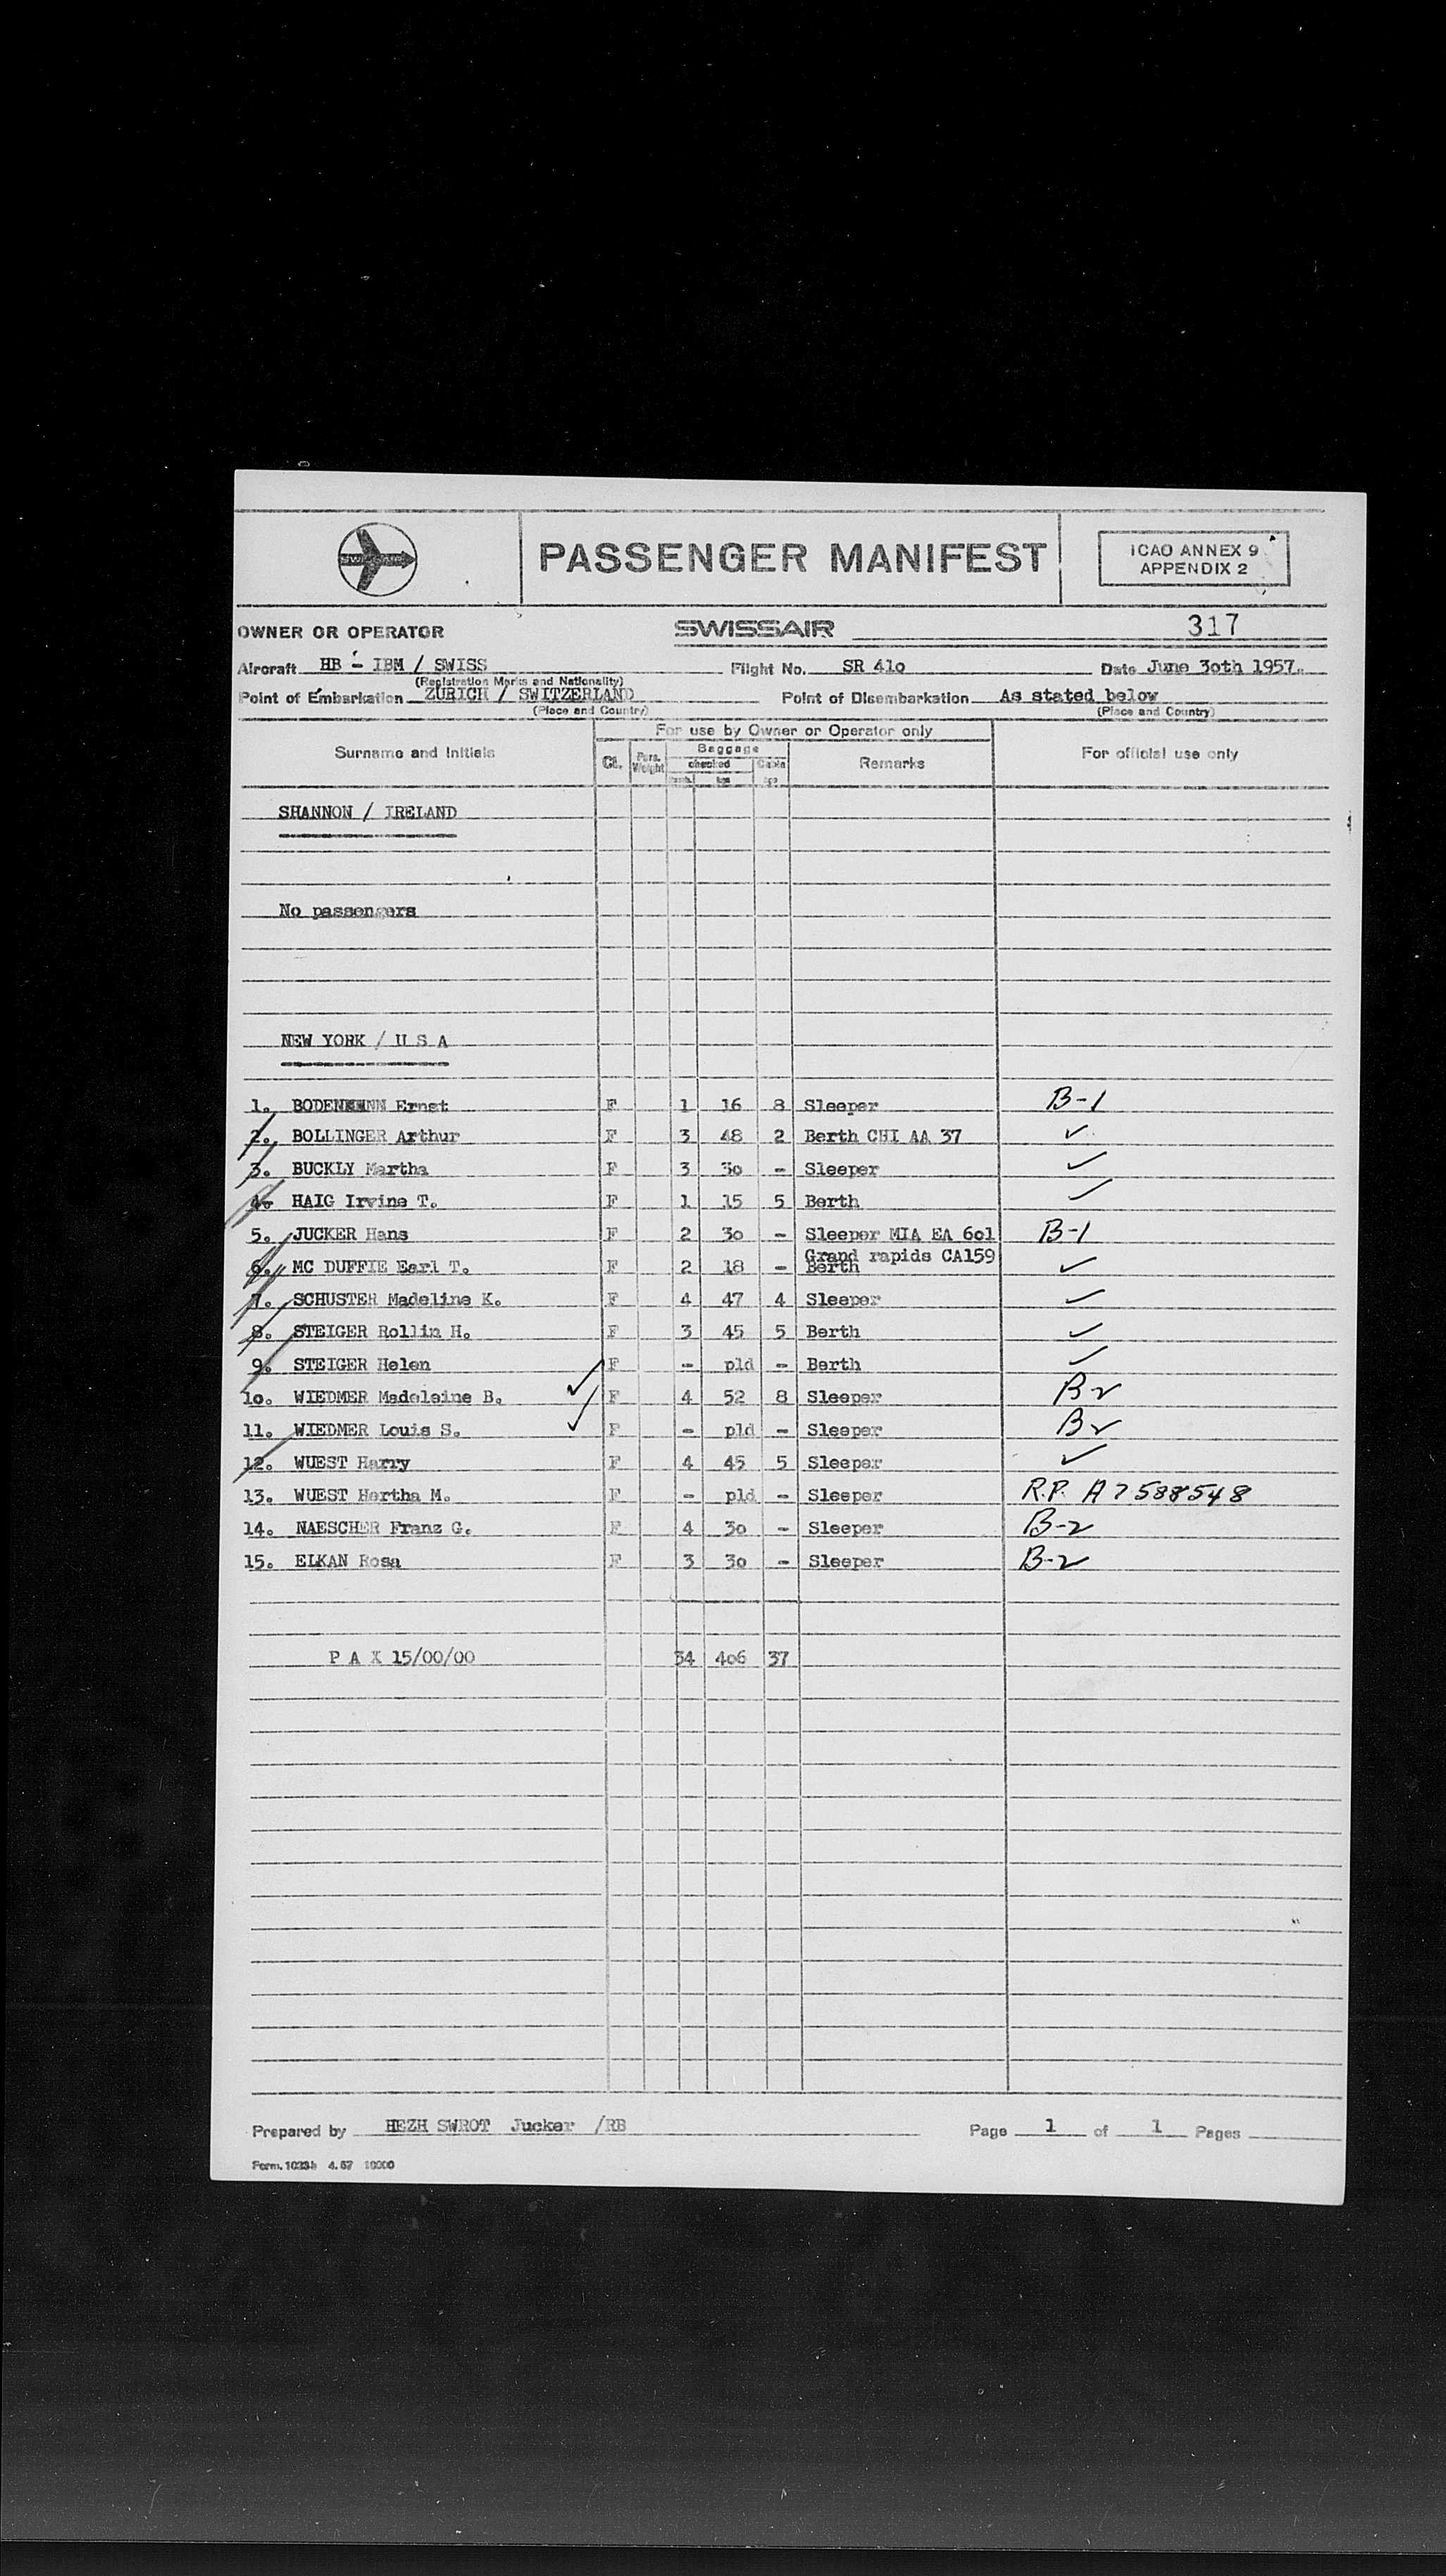 PASSENGER MANIFEST
ICAO ANNEX 9
APPENDIX 2
OWNER OR OPERATOR SWISSAIR 317
Aircraft HB - IBM / SWISS Flight No. SR 41o Date June 3oth 1957.
(Registration Marks and Nationality)
Point of Embarkation ZURICH / SWITZERLAND Point of Disembarkation As stated below
(Place and Country) (Place and Country)
For use by Owner or Operator only
Surname and Initials Cl. Pass. Weight Baggage Remarks For official use only
checked Cabin
kgs kgs
SHANNON / IRELAND
No passengers
NEW YORK / U S A
1. BODENMANN Ernst F 1 16 8 Sleeper B-1
2. BOLLINGER Arthur F 3 48 2 Berth CHI AA 37 ✓
3. BUCKLY Martha F 3 3o - Sleeper ✓
4. HAIG Irvine T. F 1 15 5 Berth ✓
5. JUCKER Hans F 2 3o - Sleeper MIA EA 6o1 B-1
Grand rapids CA159
6. MC DUFFIE Earl T. F 2 18 - Berth ✓
7. SCHUSTER Madeline K. F 4 47 4 Sleeper ✓
8. STEIGER Rollin H. F 3 45 5 Berth ✓
9. STEIGER Helen F - pld - Berth ✓
1o. WIEDMER Madeleine B. ✓ F 4 52 8 Sleeper B2
11. WIEDMER Louis S. ✓ F - pld - Sleeper B2
12. WUEST Harry F 4 45 5 Sleeper ✓
13. WUEST Hertha M. F - pld - Sleeper R.P. A7588548
14. NAESCHER Franz G. F 4 3o - Sleeper B-2
15. ELKAN Rosa F 3 3o - Sleeper B-2
P A X 15/00/00 34 4o6 37
Prepared by HEZH SWROT Jucker /RB Page 1 of 1 Pages
Form. 1033b 4.57 10000